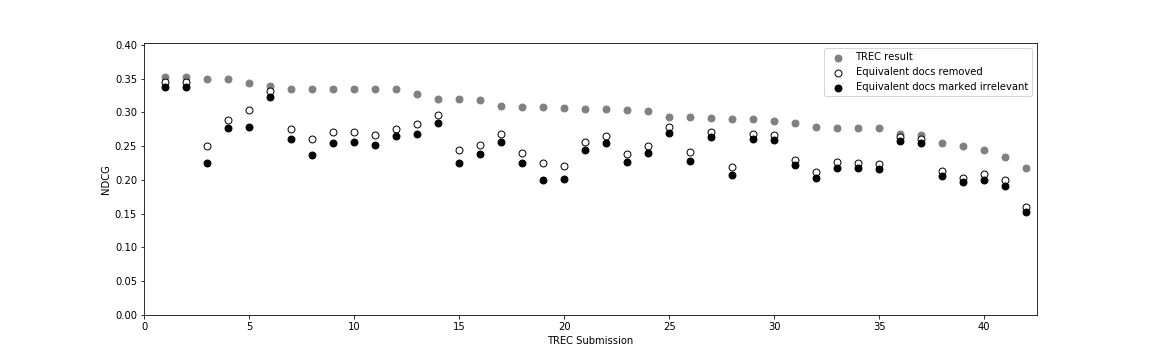 0.40
0.35
0.30
0.25
0.20
0.15
0.10
0.05
0.00
NDCG
TREC result
Equivalent docs removed
Equivalent docs marked irrelevant
0 5 10 15 20 25 30 35 40
TREC Submission